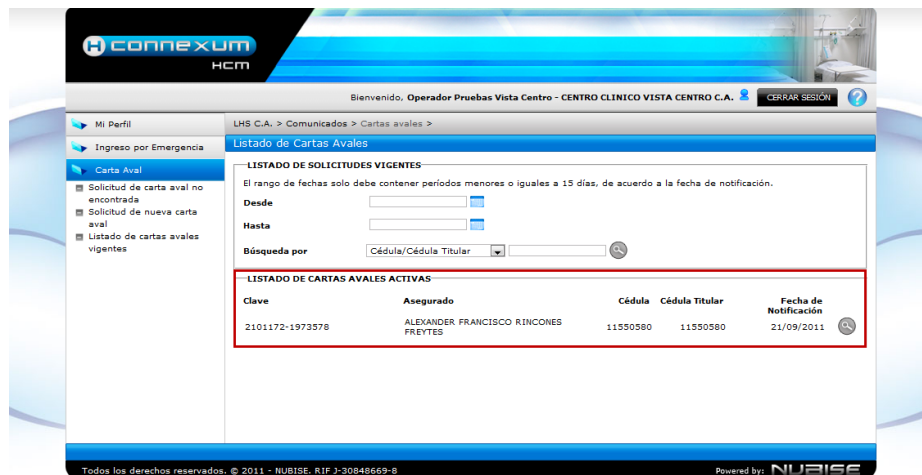 H connexum
HCM
Bienvenido, Operador Pruebas Vista Centro - CENTRO CLINICO VISTA CENTRO C.A.
CERRAR SESIÓN
?
Mi Perfil
Ingreso por Emergencia
Carta Aval
Solicitud de carta aval no
encontrada
Solicitud de nueva carta
aval
Listado de cartas avales
vigentes
LHS C.A. > Comunicados > Cartas avales >
Listado de Cartas Avales
LISTADO DE SOLICITUDES VIGENTES
El rango de fechas solo debe contener períodos menores o iguales a 15 días, de acuerdo a la fecha de notificación.
Desde
Hasta
Búsqueda por Cédula/Cédula Titular
LISTADO DE CARTAS AVALES ACTIVAS
Clave Asegurado Cédula Cédula Titular Fecha de
Notificación
2101172-1973578 ALEXANDER FRANCISCO RINCONES
FREYTES 11550580 11550580 21/09/2011
Todos los derechos reservados. © 2011 - NUBISE. RIF J-30848669-8
Powered by: NUBISE